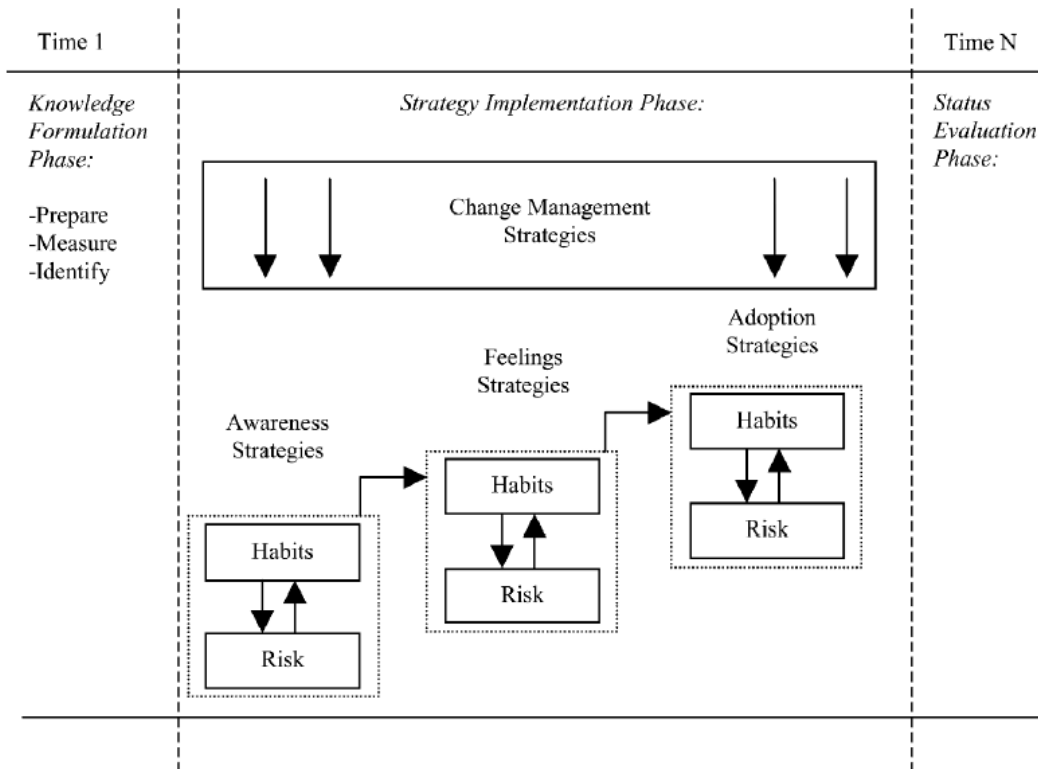 Time 1
Time N
Knowledge
Formulation
Phase:
-Prepare
-Measure
-Identify
Strategy Implementation Phase:
Change Management
Strategies
Awareness
Strategies
Habits
Risk
Feelings
Strategies
Habits
Risk
Adoption
Strategies
Habits
Risk
Status
Evaluation
Phase: